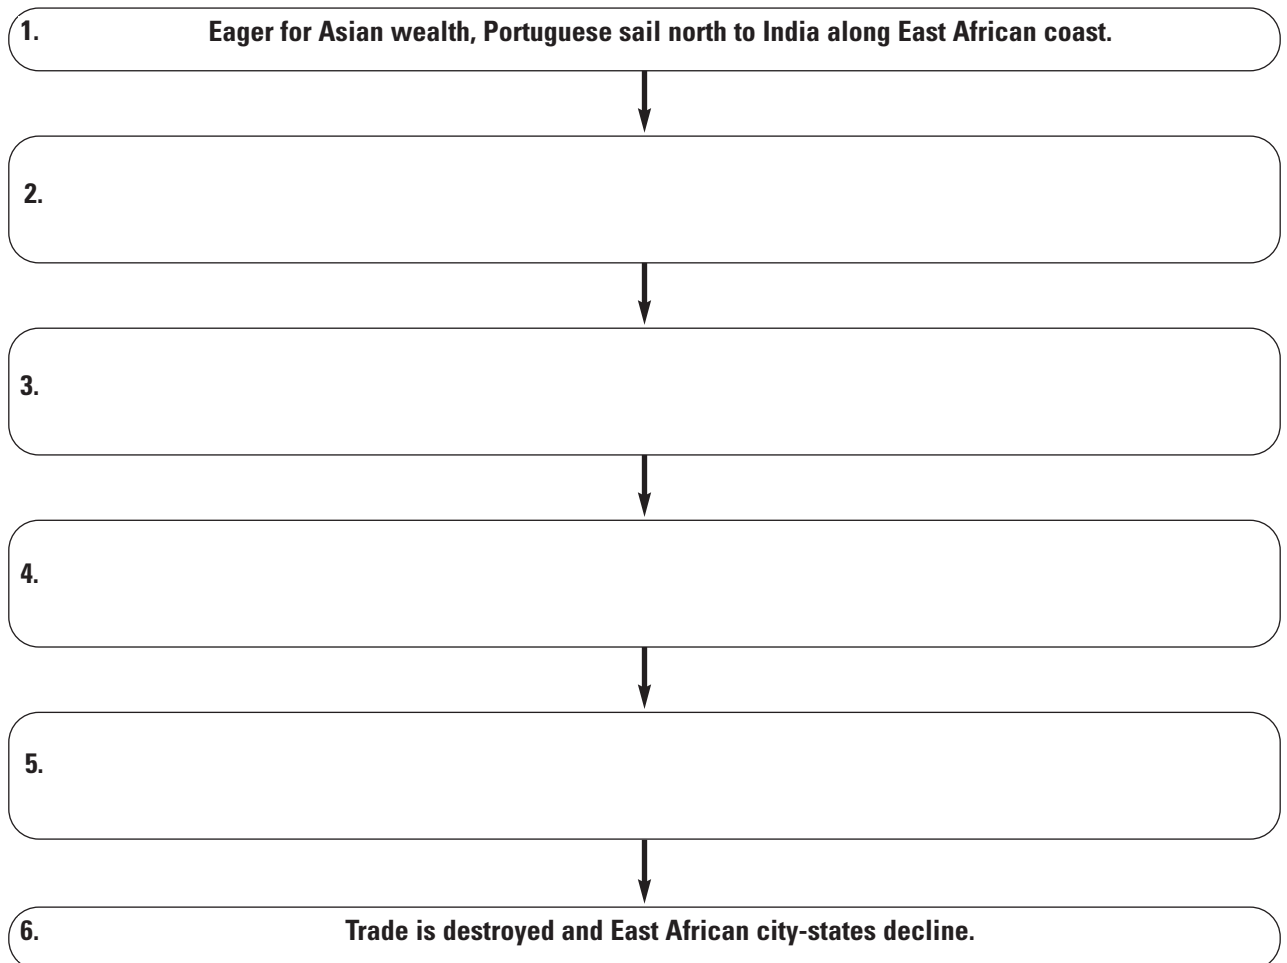 1. Eager for Asian wealth, Portuguese sail north to India along East African coast.
2.
3.
4.
5.
6. Trade is destroyed and East African city-states decline.